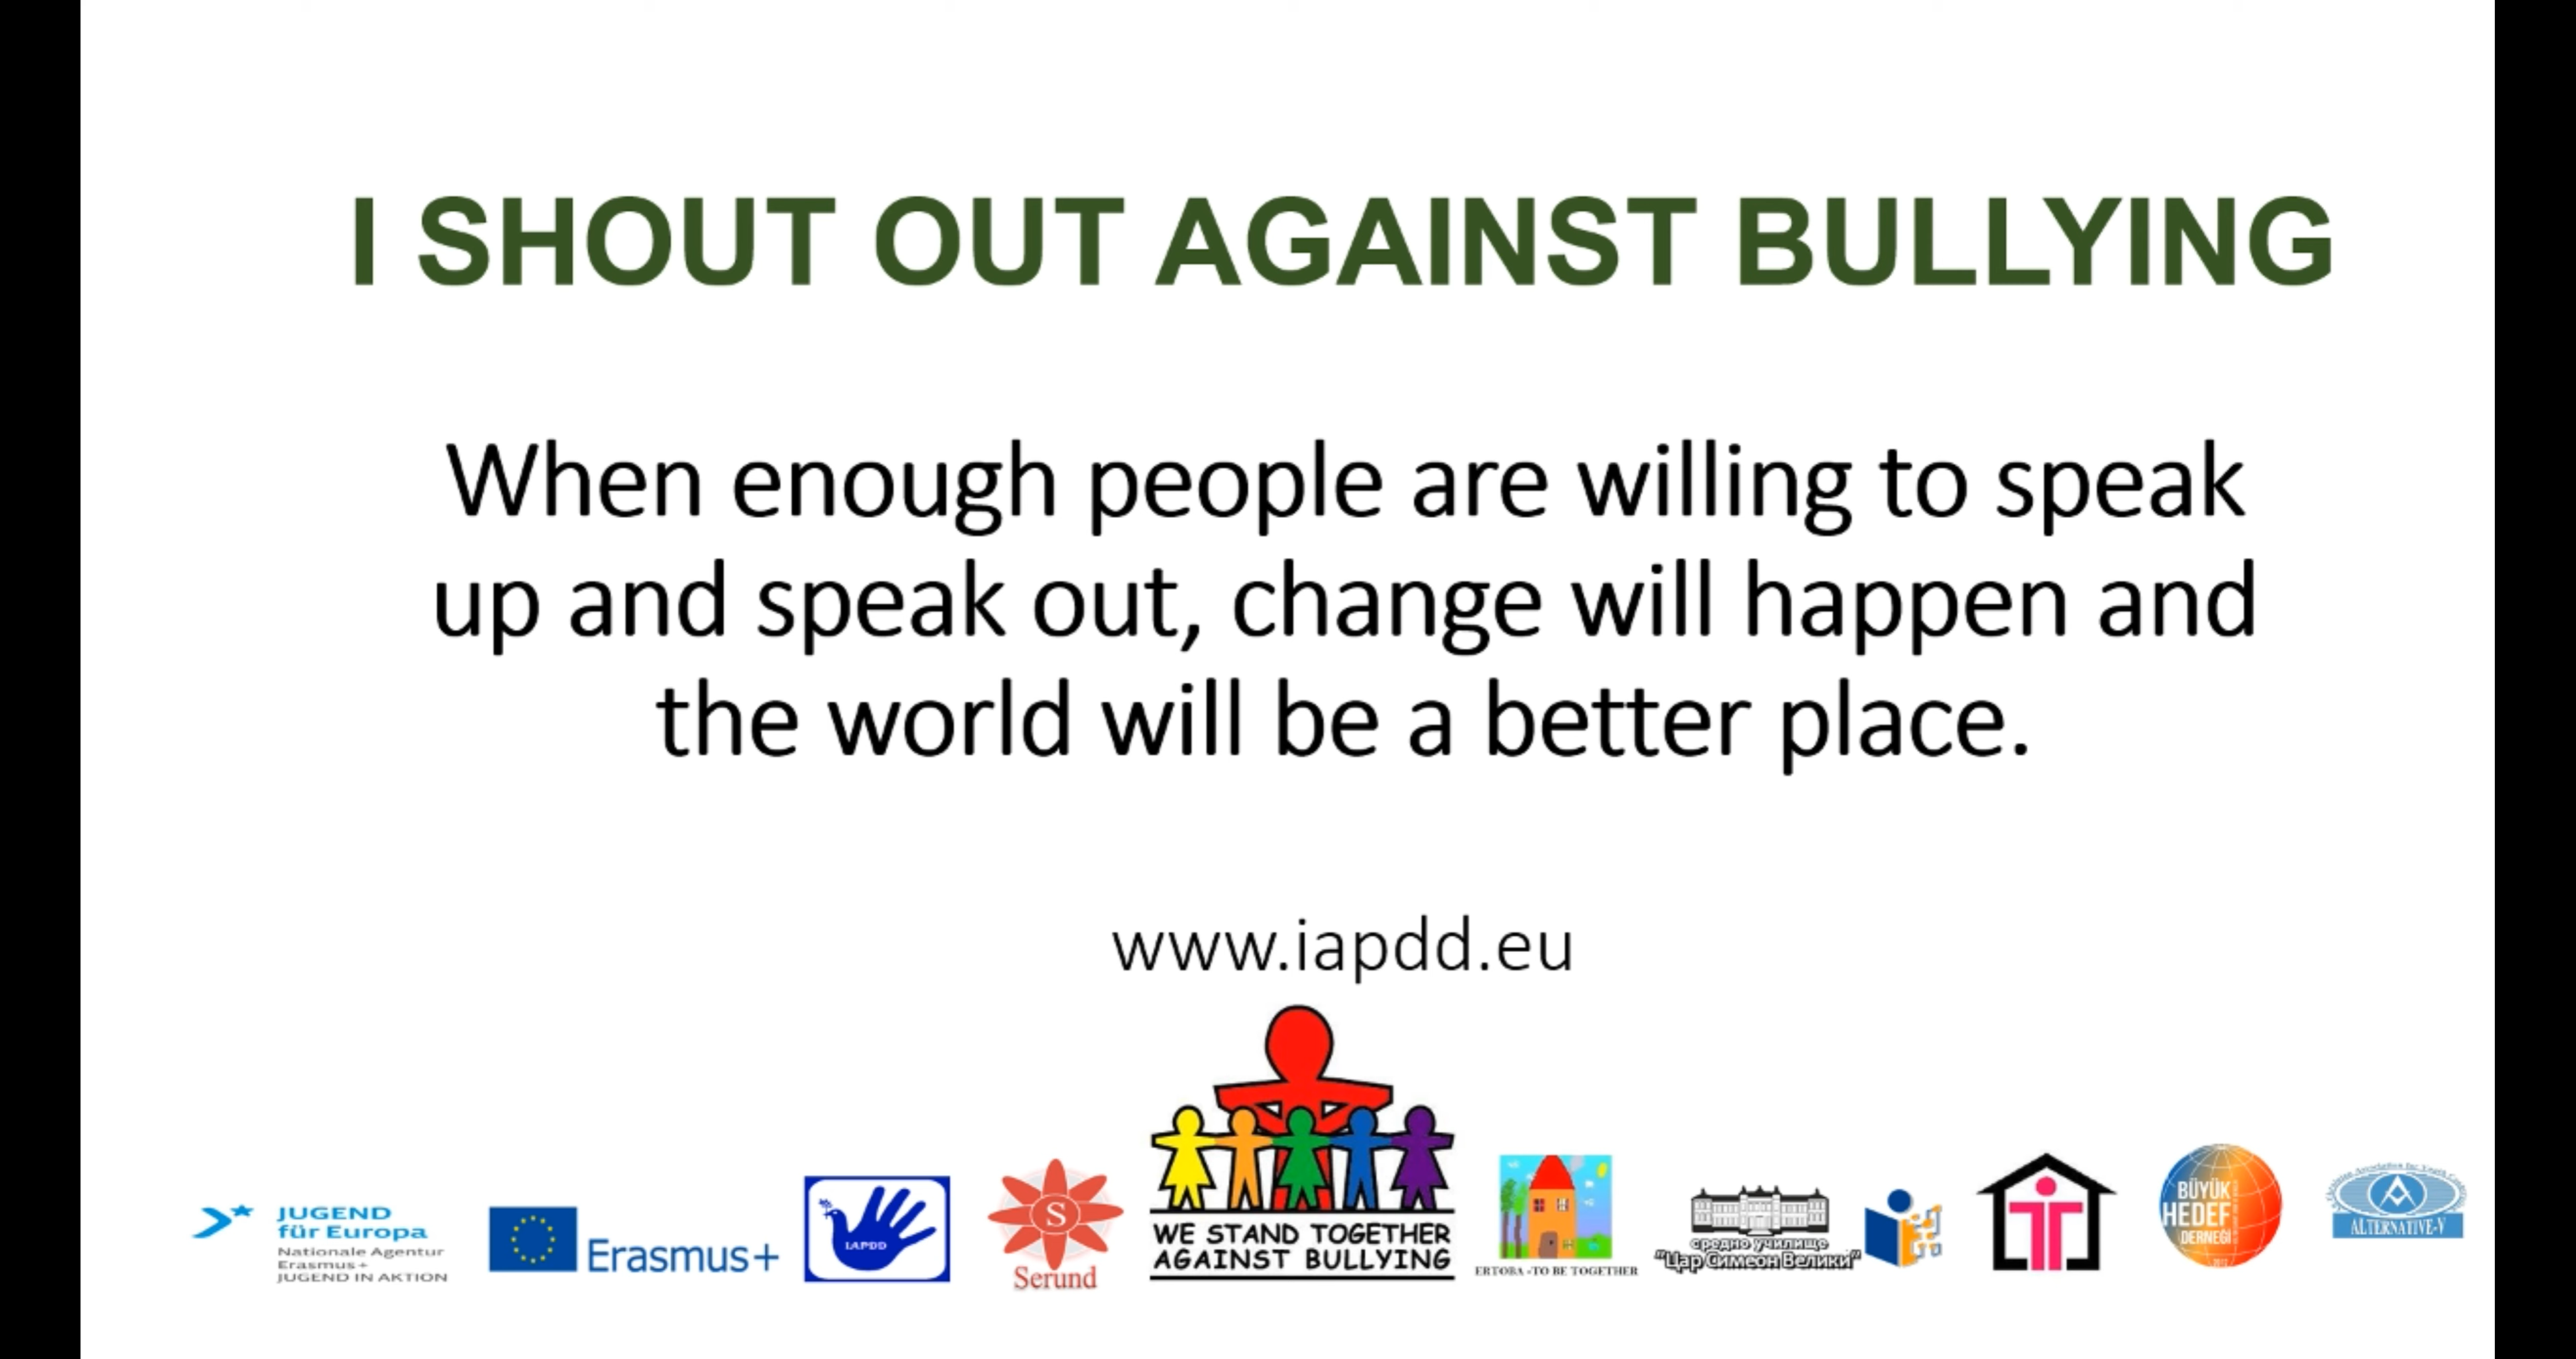 I SHOUT OUT AGAINST BULLYING
When enough people are willing to speak
up and speak out, change will happen and
the world will be a better place.
www.iapdd.eu
JUGEND
für Europa
Nationale Agentur
Erasmus+
JUGEND IN AKTION
Erasmus+
IAPDD
S
Serund
WE STAND TOGETHER
AGAINST BULLYING
ERTOBA -TO BE TOGETHER
средно училище
"Цар Симеон Велики"
BÜYÜK
HEDEF
DERNEĞİ
ALTERNATIVE-V